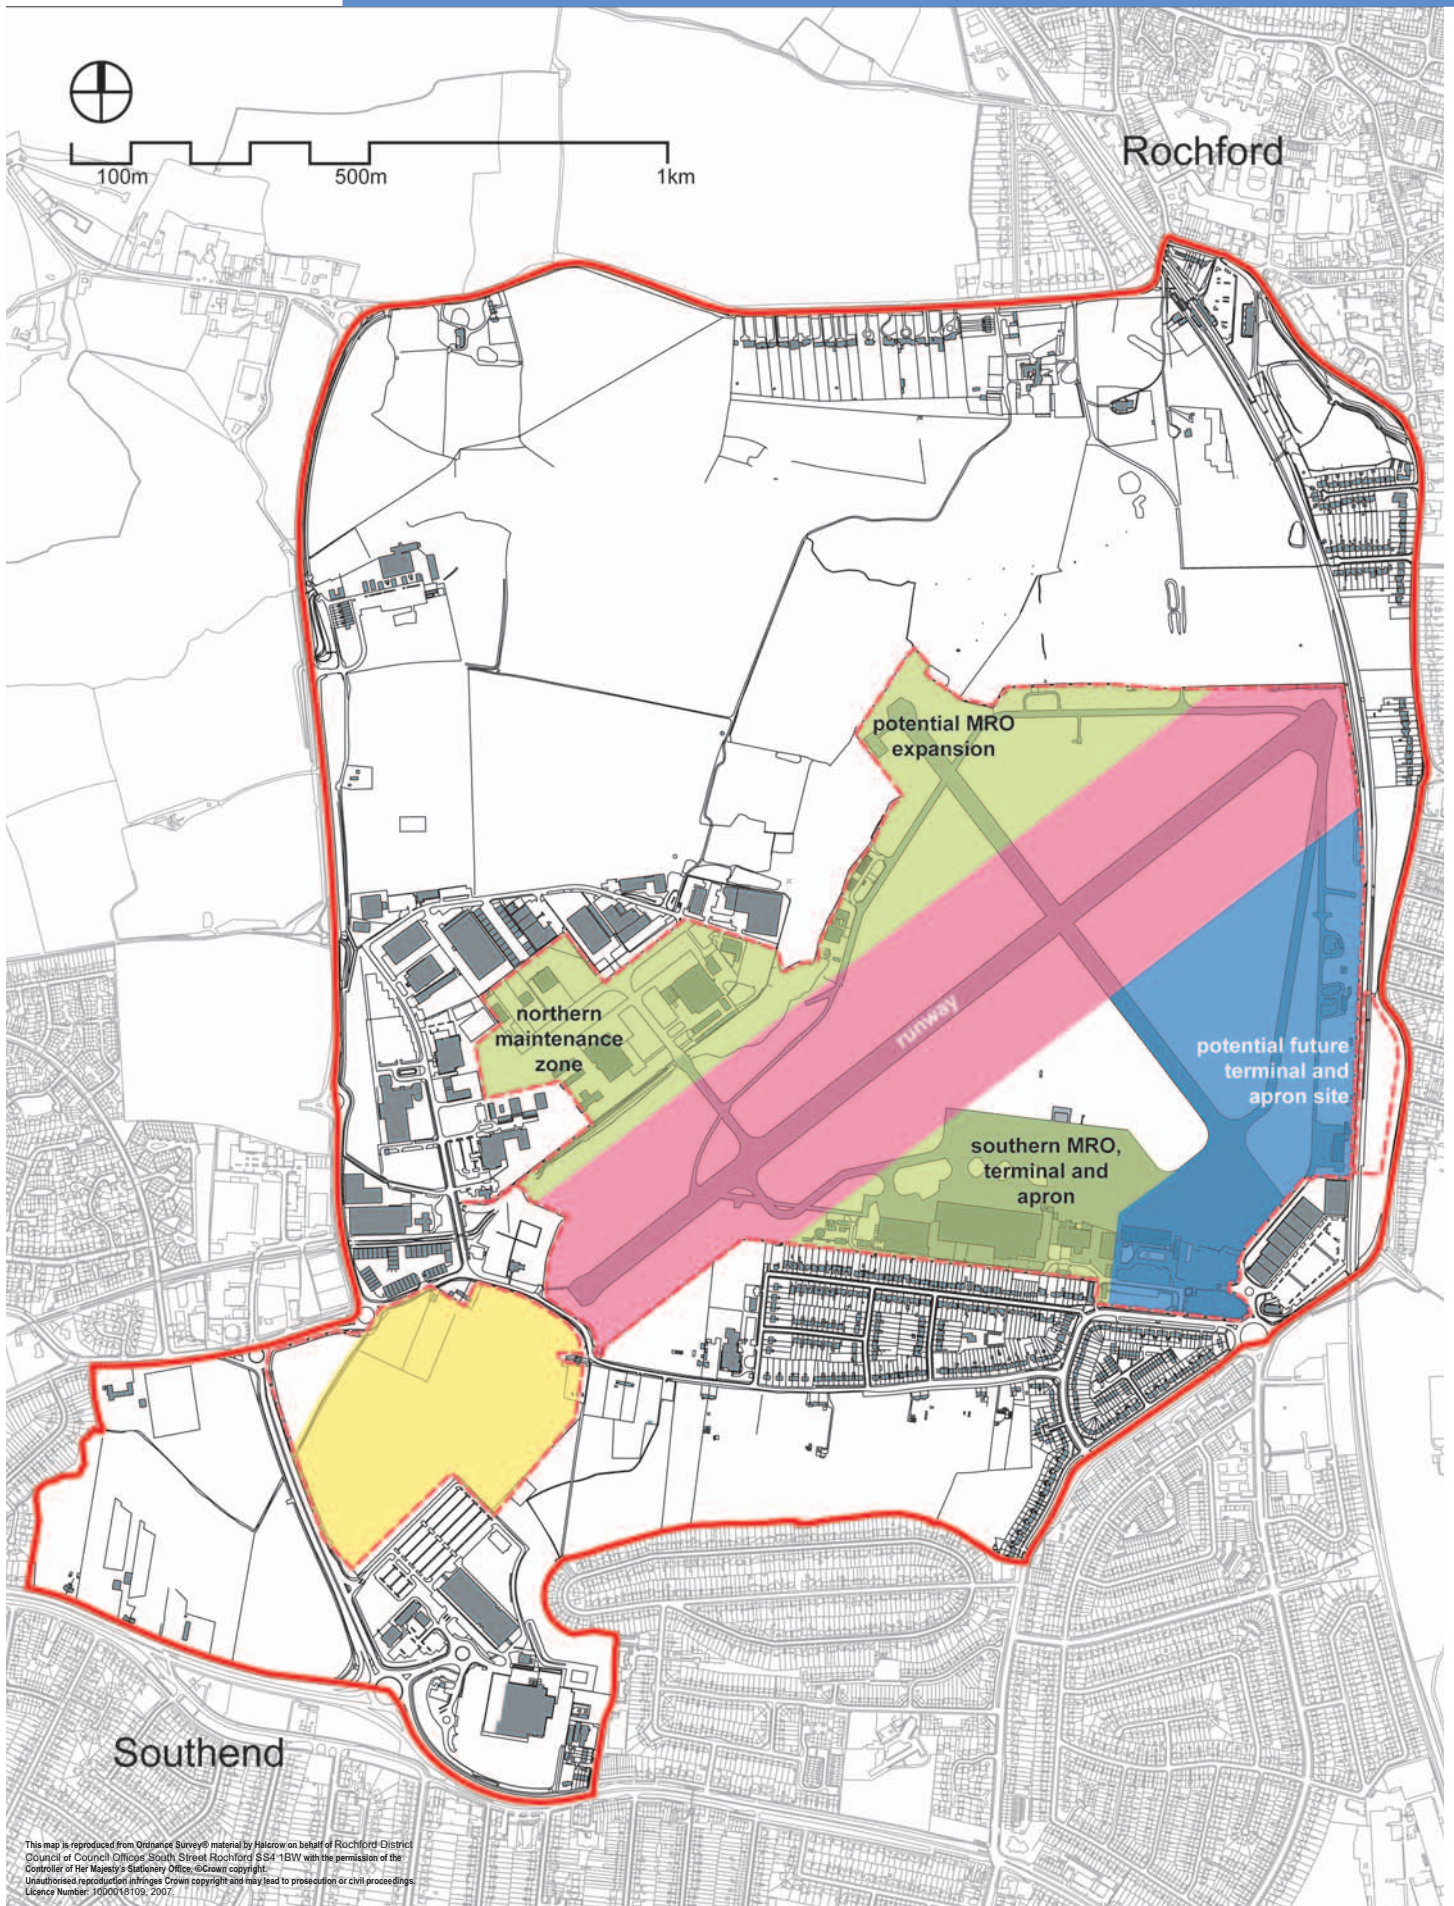 Rochford
100m 500m 1km
potential MRO
expansion
runway
northern
maintenance
zone
potential future
terminal and
apron site
southern MRO,
terminal and
apron
Southend
This map is reproduced from Ordnance Survey® material by Halcrow on behalf of Rochford District
Council of Council Offices South Street Rochford SS4 1BW with the permission of the
Controller of Her Majesty's Stationery Office, ©Crown copyright.
Unauthorised reproduction infringes Crown copyright and may lead to prosecution or civil proceedings.
Licence Number: 1000018109, 2007.